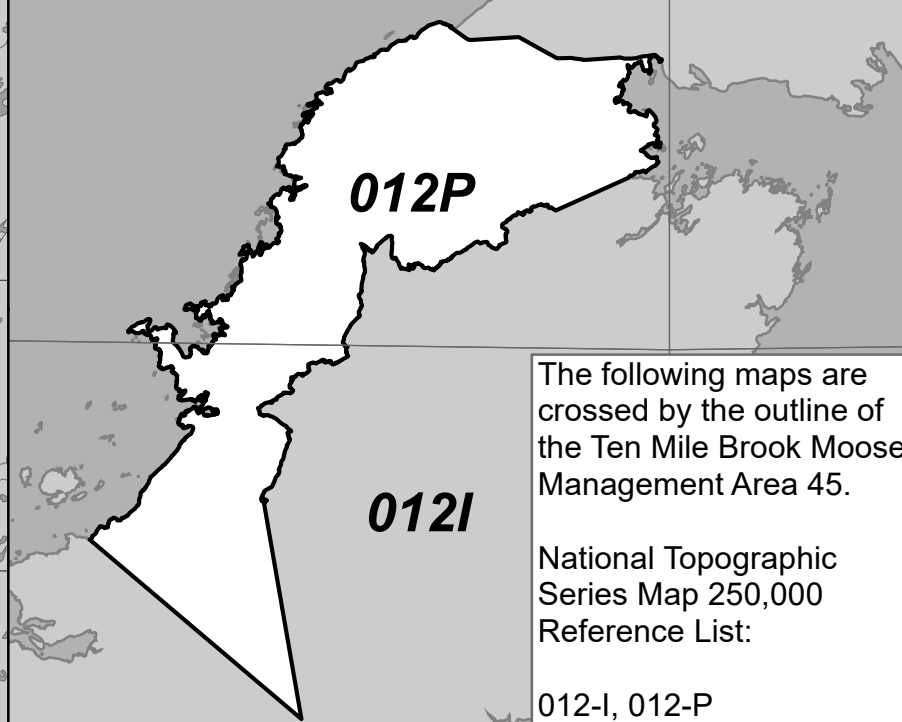 012P
012I
The following maps are
crossed by the outline of
the Ten Mile Brook Moose
Management Area 45.
National Topographic
Series Map 250,000
Reference List:
012-I, 012-P